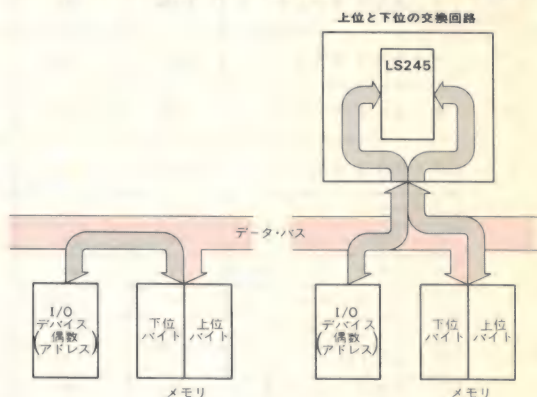 上位と下位の交換回路
LS245
データ・バス
I/O
デバイス
(偶数
アドレス)
下位
バイト
上位
バイト
メモリ
I/O
デバイス
(偶数
アドレス)
下位
バイト
上位
バイト
メモリ